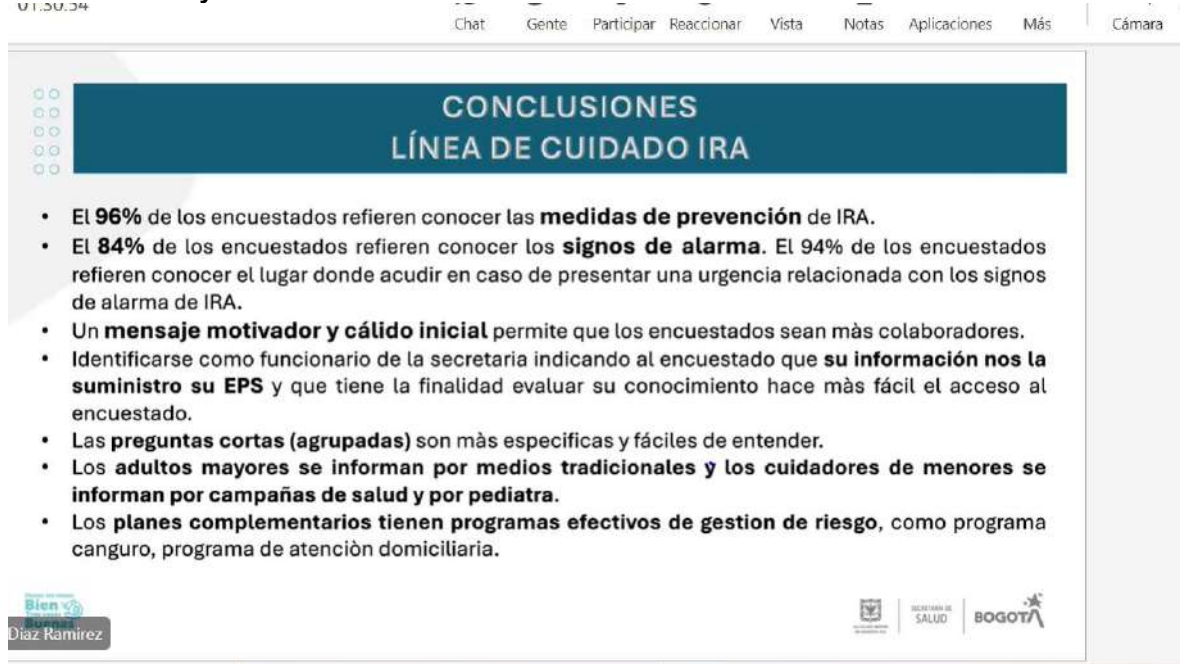 01:30:54
Chat Gente Participar Reaccionar Vista Notas Aplicaciones Más Cámara
CONCLUSIONES
LÍNEA DE CUIDADO IRA
• El 96% de los encuestados refieren conocer las medidas de prevención de IRA.
• El 84% de los encuestados refieren conocer los signos de alarma. El 94% de los encuestados
refieren conocer el lugar donde acudir en caso de presentar una urgencia relacionada con los signos
de alarma de IRA.
• Un mensaje motivador y cálido inicial permite que los encuestados sean màs colaboradores.
• Identificarse como funcionario de la secretaria indicando al encuestado que su información nos la
suministro su EPS y que tiene la finalidad evaluar su conocimiento hace màs fácil el acceso al
encuestado.
• Las preguntas cortas (agrupadas) son màs especificas y fáciles de entender.
• Los adultos mayores se informan por medios tradicionales y los cuidadores de menores se
informan por campañas de salud y por pediatra.
• Los planes complementarios tienen programas efectivos de gestion de riesgo, como programa
canguro, programa de atenciòn domiciliaria.
Bien
Buenas
Diaz Ramirez
SECRETARÍA DE
SALUD
BOGOTÁ